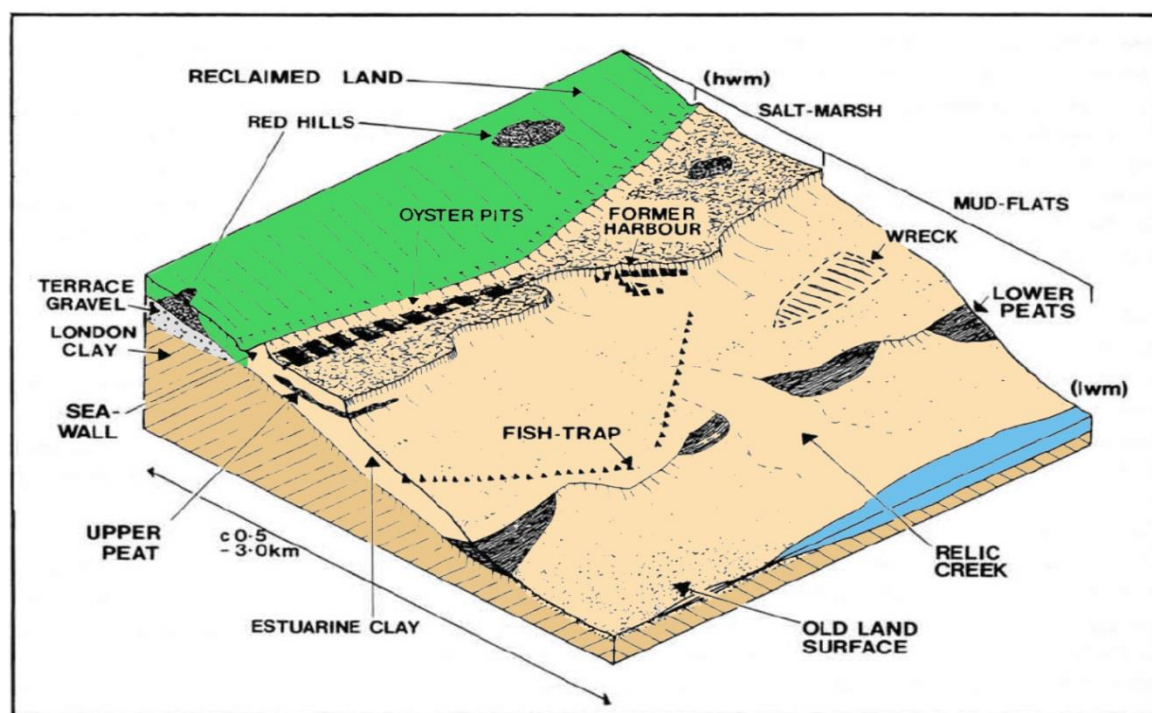 RECLAIMED LAND
(hwm)
SALT-MARSH
RED HILLS
MUD-FLATS
OYSTER PITS
FORMER
HARBOUR
WRECK
TERRACE
GRAVEL
LOWER
PEATS
LONDON
CLAY
SEA-
WALL
(lwm)
FISH-TRAP
UPPER
PEAT
c 0·5
- 3·0km
RELIC
CREEK
ESTUARINE CLAY
OLD LAND
SURFACE